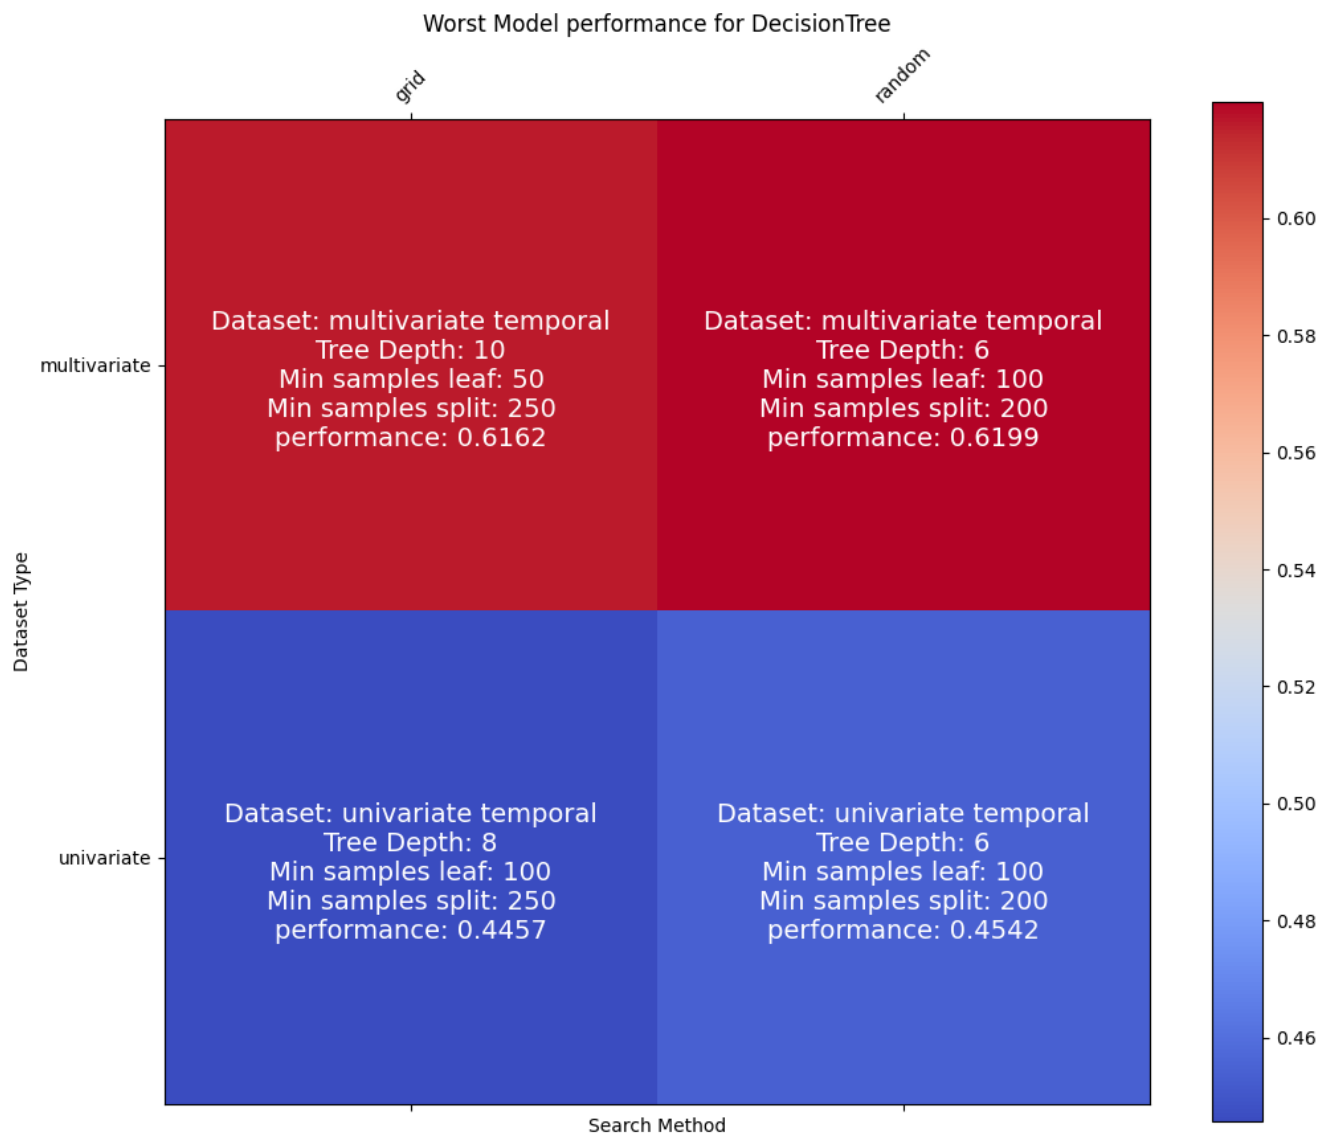 Worst Model performance for DecisionTree
grid
random
Dataset: multivariate temporal
Tree Depth: 10
Min samples leaf: 50
Min samples split: 250
performance: 0.6162
Dataset: multivariate temporal
Tree Depth: 6
Min samples leaf: 100
Min samples split: 200
performance: 0.6199
multivariate
Dataset Type
Dataset: univariate temporal
Tree Depth: 8
Min samples leaf: 100
Min samples split: 250
performance: 0.4457
Dataset: univariate temporal
Tree Depth: 6
Min samples leaf: 100
Min samples split: 200
performance: 0.4542
univariate
Search Method
0.60
0.58
0.56
0.54
0.52
0.50
0.48
0.46